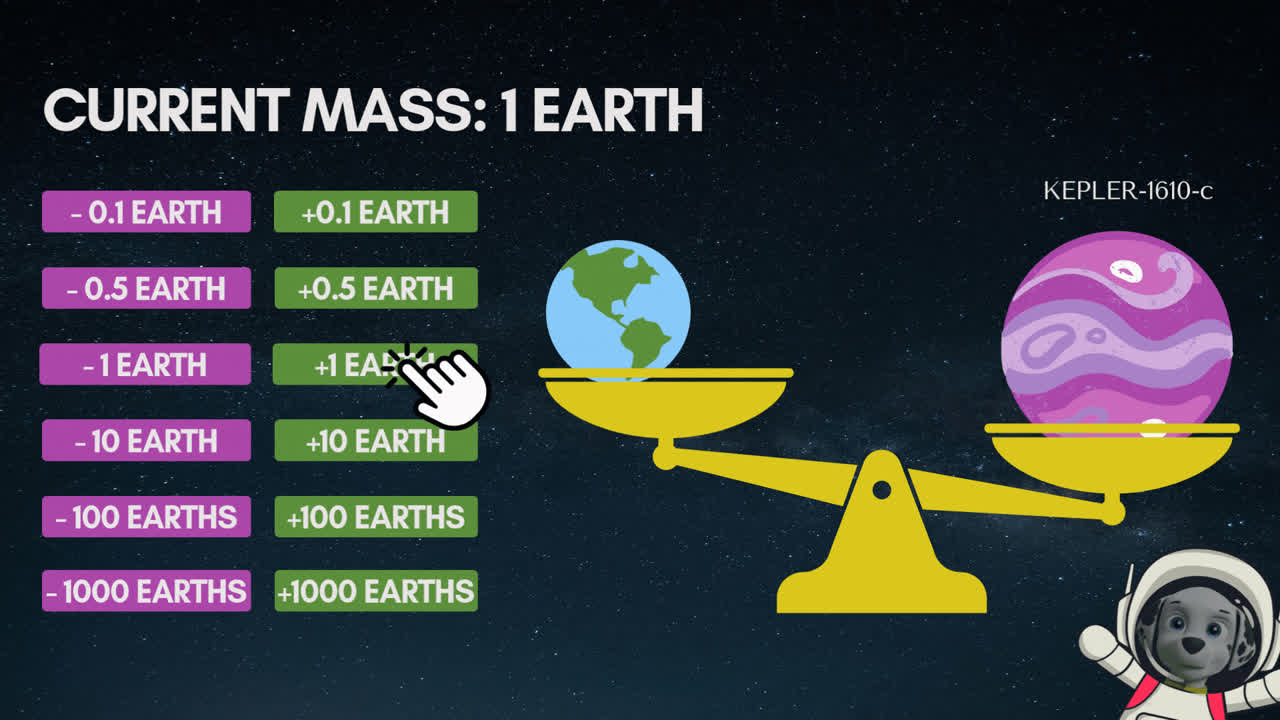 CURRENT MASS: 1 EARTH
KEPLER-1610-c
- 0.1 EARTH
+0.1 EARTH
- 0.5 EARTH
+0.5 EARTH
- 1 EARTH
+1
- 10 EARTH
+10 EARTH
- 100 EARTHS
+100 EARTHS
- 1000 EARTHS
+1000 EARTHS